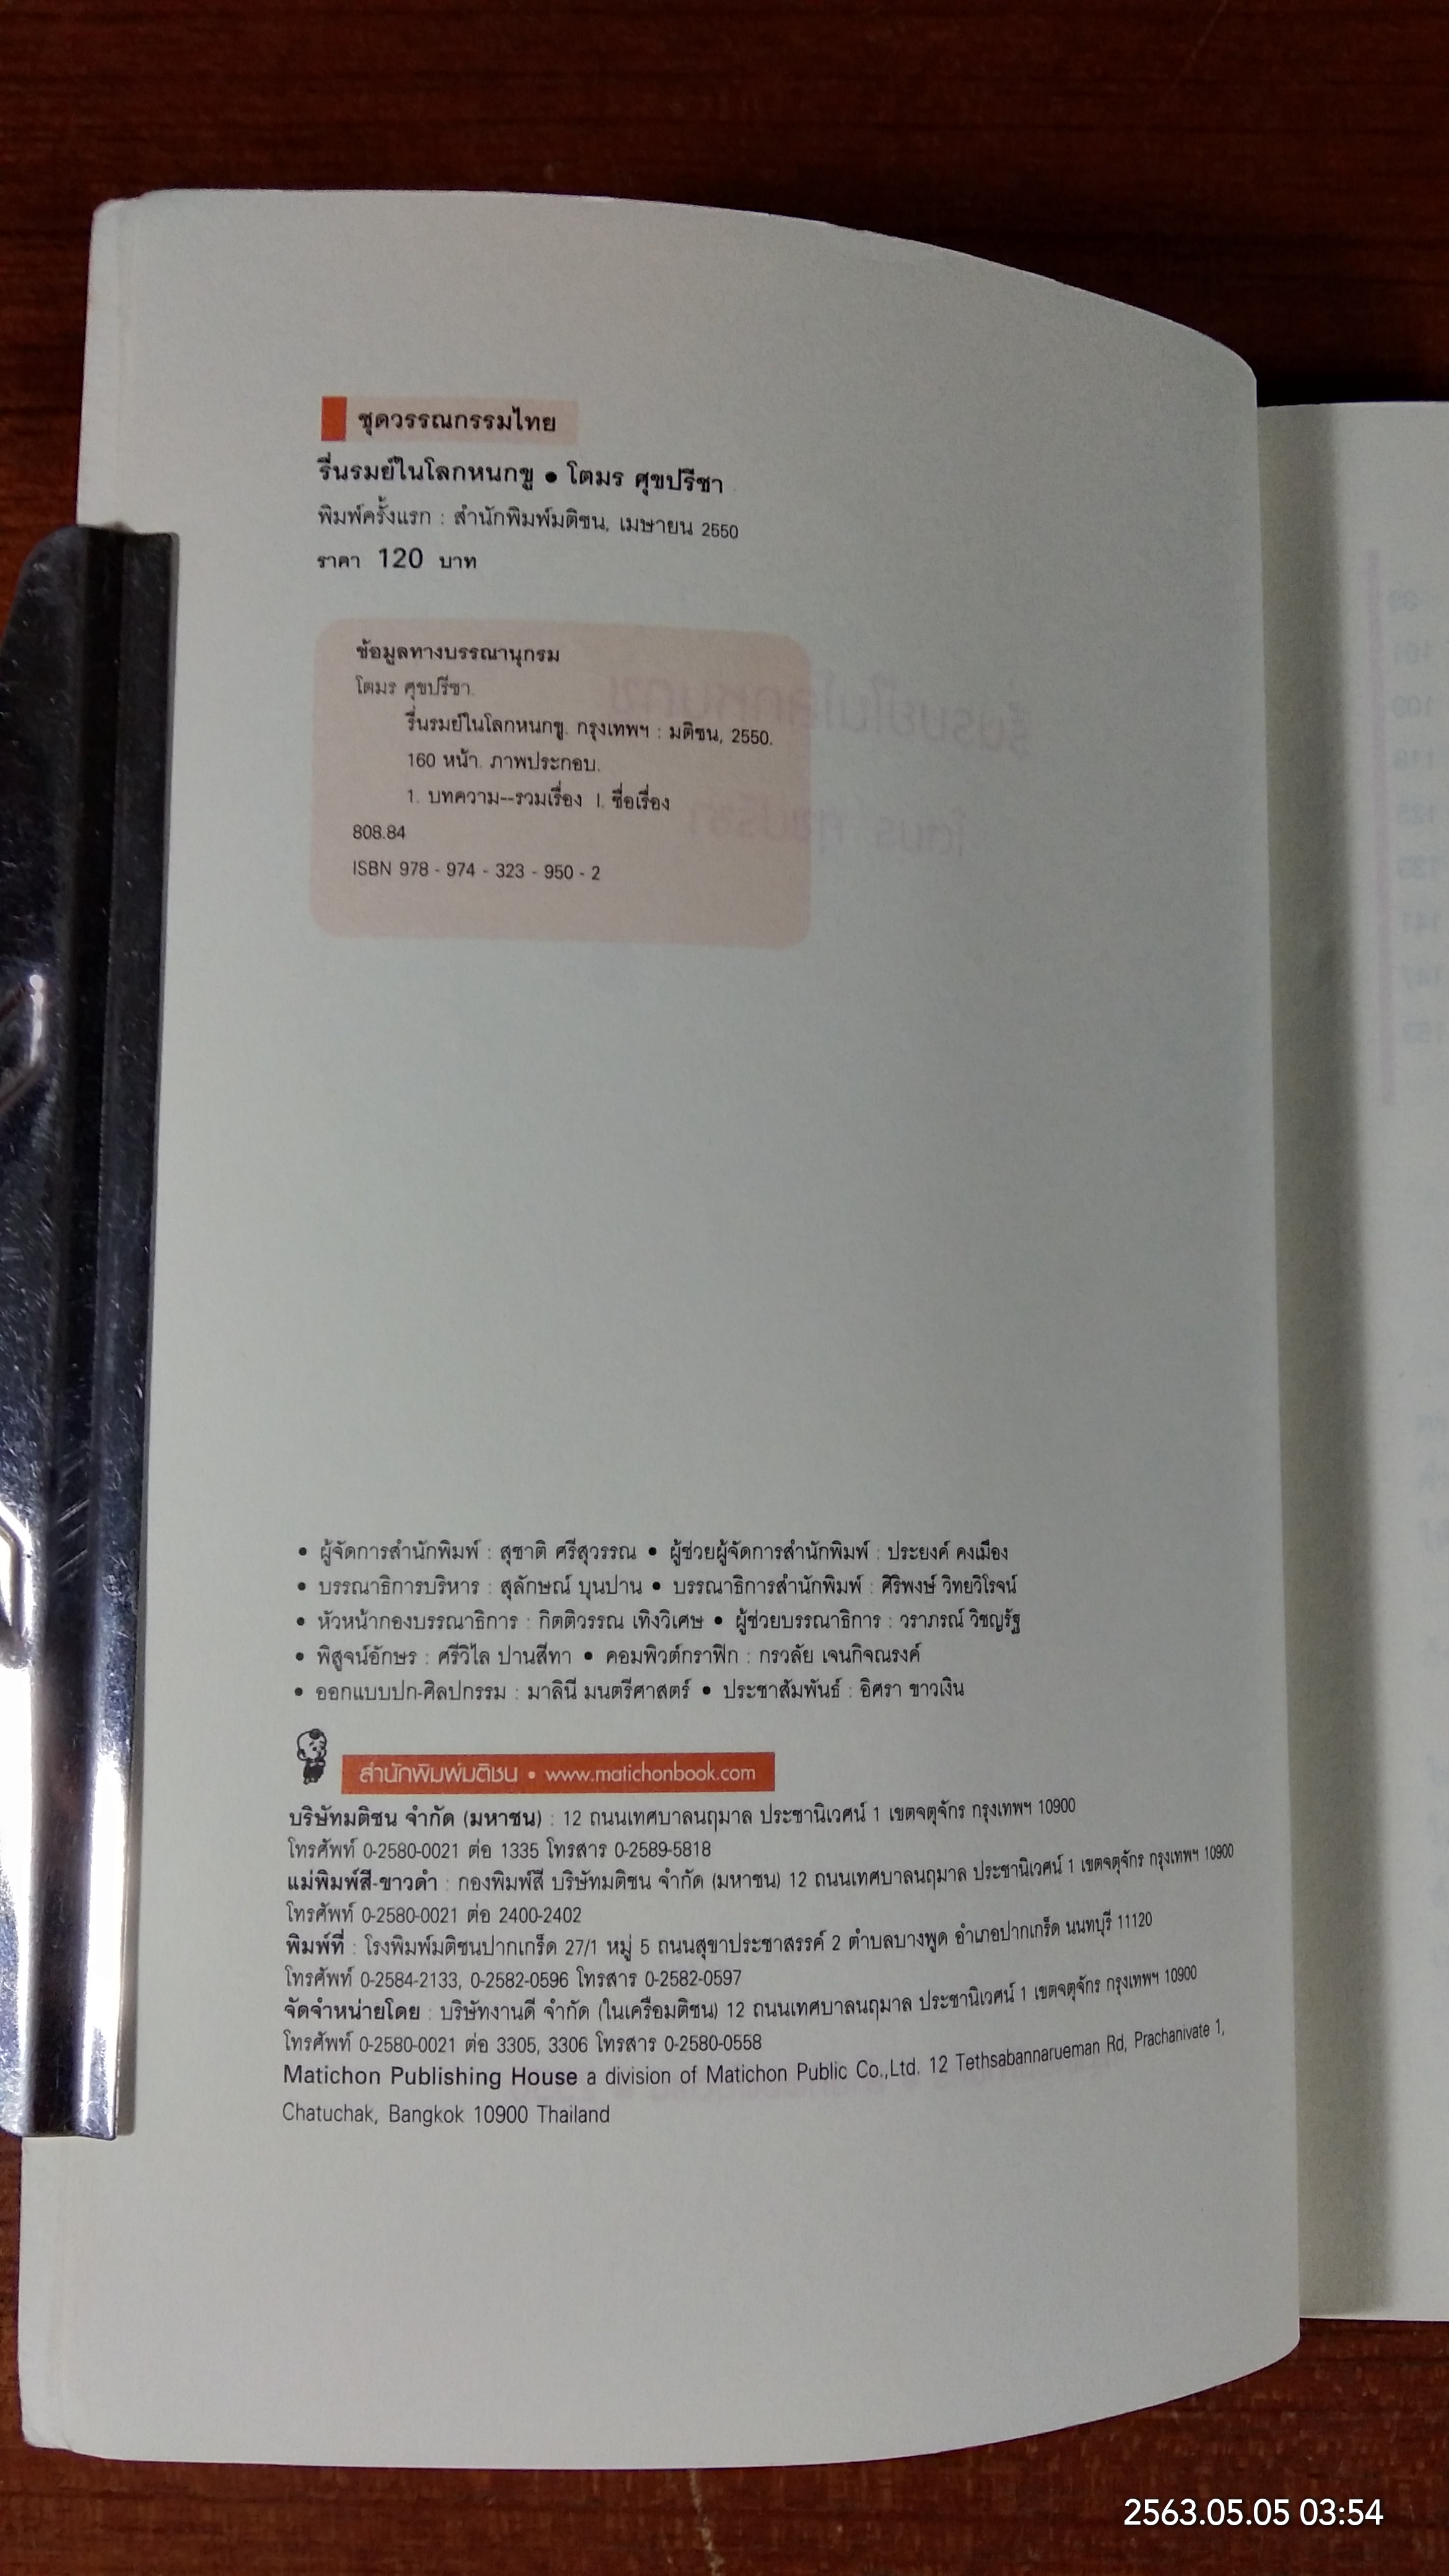 ชุดวรรณกรรมไทย
รื่นรมย์ในโลกหนกขู • โตมร ศุขปรีชา
พิมพ์ครั้งแรก : สำนักพิมพ์มติชน, เมษายน 2550
ราคา 120 บาท
ข้อมูลทางบรรณานุกรม
โตมร ศุขปรีชา.
รื่นรมย์ในโลกหนกขู. กรุงเทพฯ : มติชน, 2550.
160 หน้า. ภาพประกอบ.
1. บทความ--รวมเรื่อง I. ชื่อเรื่อง
808.84
ISBN 978 - 974 - 323 - 950 - 2
• ผู้จัดการสำนักพิมพ์ : สุชาติ ศรีสุวรรณ • ผู้ช่วยผู้จัดการสำนักพิมพ์ : ประยงค์ คงเมือง
• บรรณาธิการบริหาร : สุลักษณ์ บุนปาน • บรรณาธิการสำนักพิมพ์ : ศิริพงษ์ วิทยวิโรจน์
• หัวหน้ากองบรรณาธิการ : กิตติวรรณ เทิงวิเศษ • ผู้ช่วยบรรณาธิการ : วราภรณ์ วิชญรัฐ
• พิสูจน์อักษร : ศรีวิไล ปานสีทา • คอมพิวต์กราฟิก : กรวลัย เจนกิจณรงค์
• ออกแบบปก-ศิลปกรรม : มาลินี มนตรีศาสตร์ • ประชาสัมพันธ์ : อิศรา ขาวเงิน
สำนักพิมพ์มติชน • www.matichonbook.com
บริษัทมติชน จำกัด (มหาชน) : 12 ถนนเทศบาลนฤมาล ประชานิเวศน์ 1 เขตจตุจักร กรุงเทพฯ 10900
โทรศัพท์ 0-2580-0021 ต่อ 1335 โทรสาร 0-2589-5818
แม่พิมพ์สี-ขาวดำ : กองพิมพ์สี บริษัทมติชน จำกัด (มหาชน) 12 ถนนเทศบาลนฤมาล ประชานิเวศน์ 1 เขตจตุจักร กรุงเทพฯ 10900
โทรศัพท์ 0-2580-0021 ต่อ 2400-2402
พิมพ์ที่ : โรงพิมพ์มติชนปากเกร็ด 27/1 หมู่ 5 ถนนสุขาประชาสรรค์ 2 ตำบลบางพูด อำเภอปากเกร็ด นนทบุรี 11120
โทรศัพท์ 0-2584-2133, 0-2582-0596 โทรสาร 0-2582-0597
จัดจำหน่ายโดย : บริษัทงานดี จำกัด (ในเครือมติชน) 12 ถนนเทศบาลนฤมาล ประชานิเวศน์ 1 เขตจตุจักร กรุงเทพฯ 10900
โทรศัพท์ 0-2580-0021 ต่อ 3305, 3306 โทรสาร 0-2580-0558
Matichon Publishing House a division of Matichon Public Co.,Ltd. 12 Tethsabannarueman Rd, Prachanivate 1,
Chatuchak, Bangkok 10900 Thailand
2563.05.05 03:54